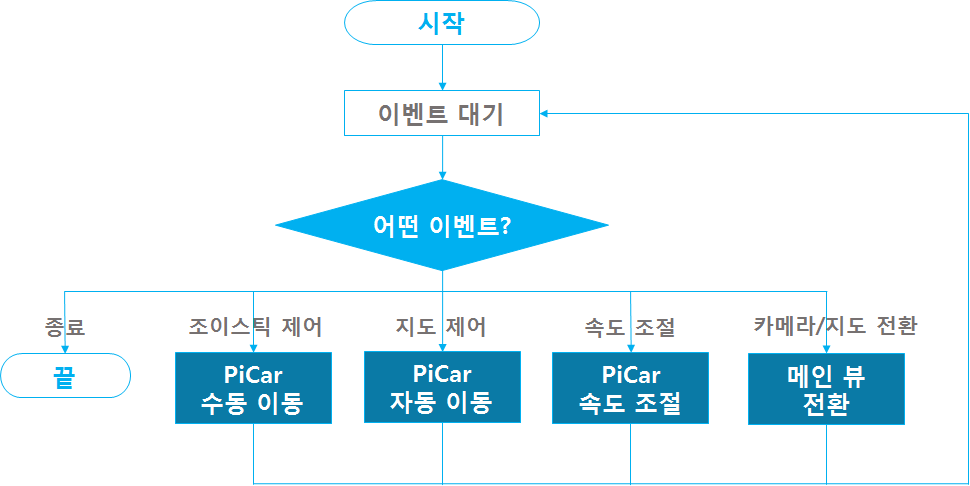 시작
이벤트 대기
어떤 이벤트?
종료
조이스틱 제어
지도 제어
속도 조절
카메라/지도 전환
끝
PiCar
수동 이동
PiCar
자동 이동
PiCar
속도 조절
메인 뷰
전환